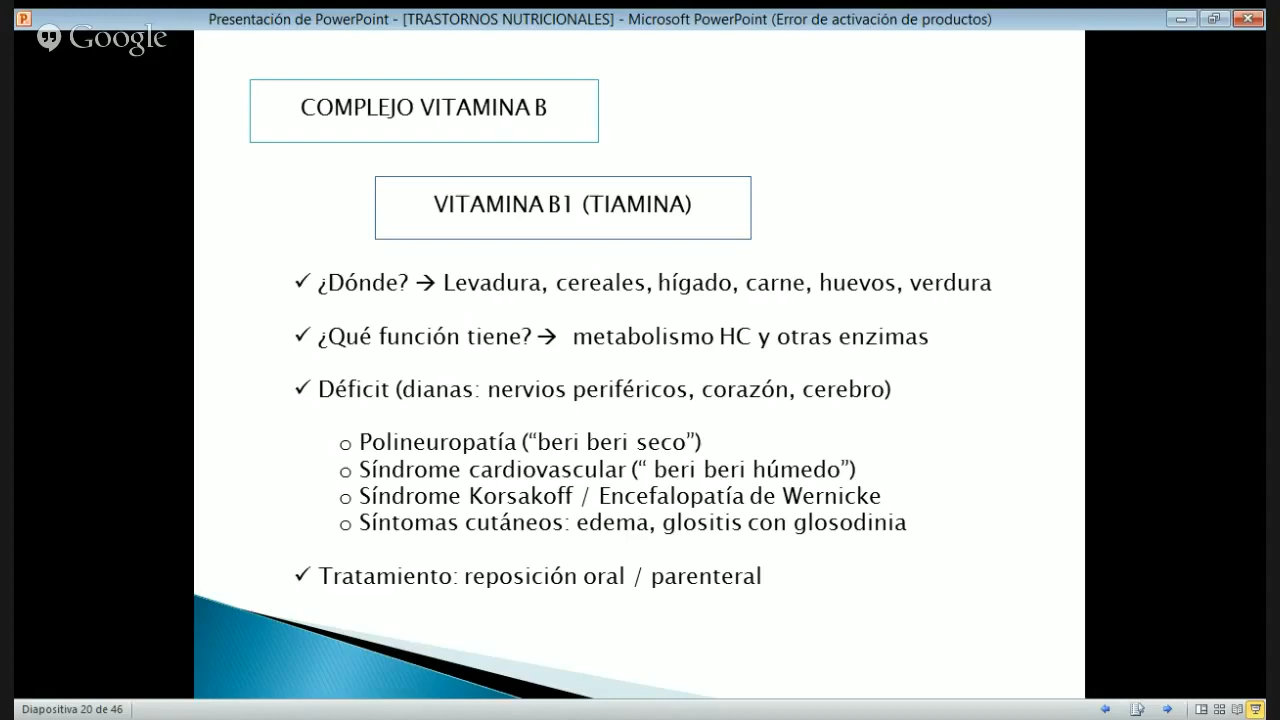 Presentación de PowerPoint - [TRASTORNOS NUTRICIONALES] - Microsoft PowerPoint (Error de activación de productos)
Google
COMPLEJO VITAMINA B
VITAMINA B1 (TIAMINA)
✓ ¿Dónde? → Levadura, cereales, hígado, carne, huevos, verdura
✓ ¿Qué función tiene? → metabolismo HC y otras enzimas
✓ Déficit (dianas: nervios periféricos, corazón, cerebro)
o Polineuropatía (“beri beri seco”)
o Síndrome cardiovascular (“ beri beri húmedo”)
o Síndrome Korsakoff / Encefalopatía de Wernicke
o Síntomas cutáneos: edema, glositis con glosodinia
✓ Tratamiento: reposición oral / parenteral
Diapositiva 20 de 46